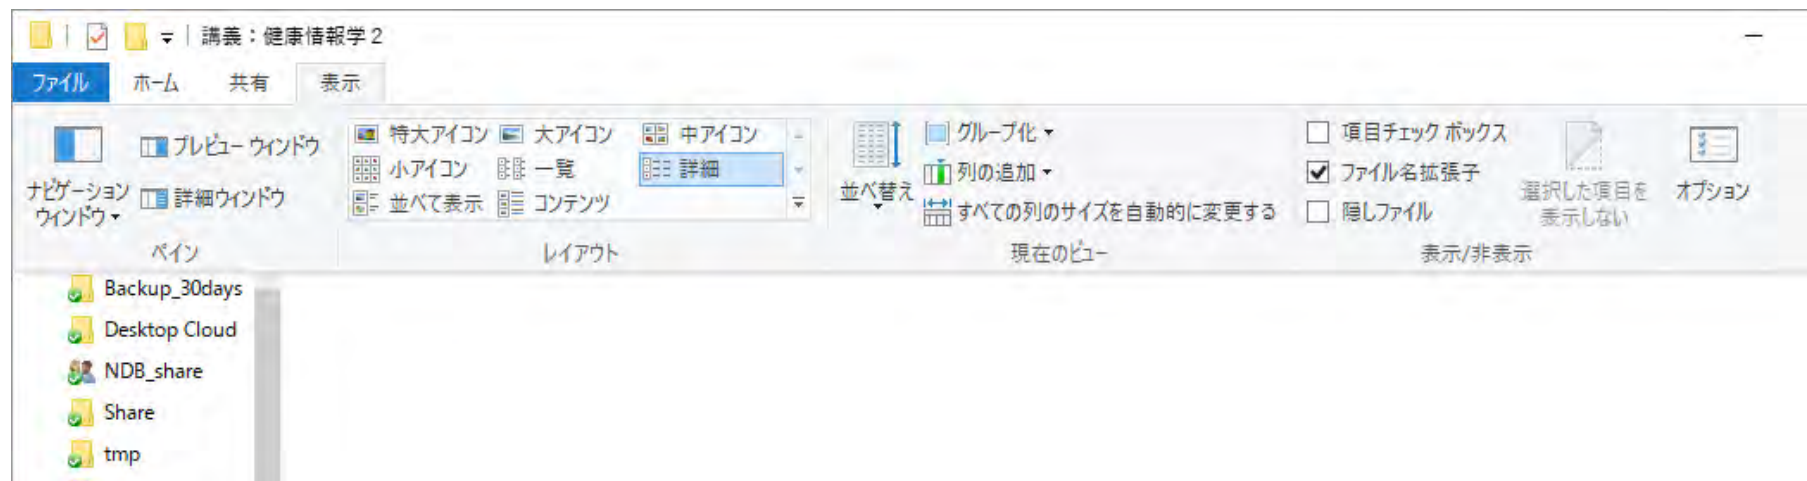 講義：健康情報学２
ファイル ホーム 共有 表示
ナビゲーション
ウィンドウ
プレビュー ウィンドウ
詳細ウィンドウ
ペイン
特大アイコン 大アイコン 中アイコン
小アイコン 一覧 詳細
並べて表示 コンテンツ
レイアウト
並べ替え
グループ化
列の追加
すべての列のサイズを自動的に変更する
現在のビュー
項目チェック ボックス
ファイル名拡張子
隠しファイル
選択した項目を
表示しない
オプション
表示/非表示
Backup_30days
Desktop Cloud
NDB_share
Share
tmp